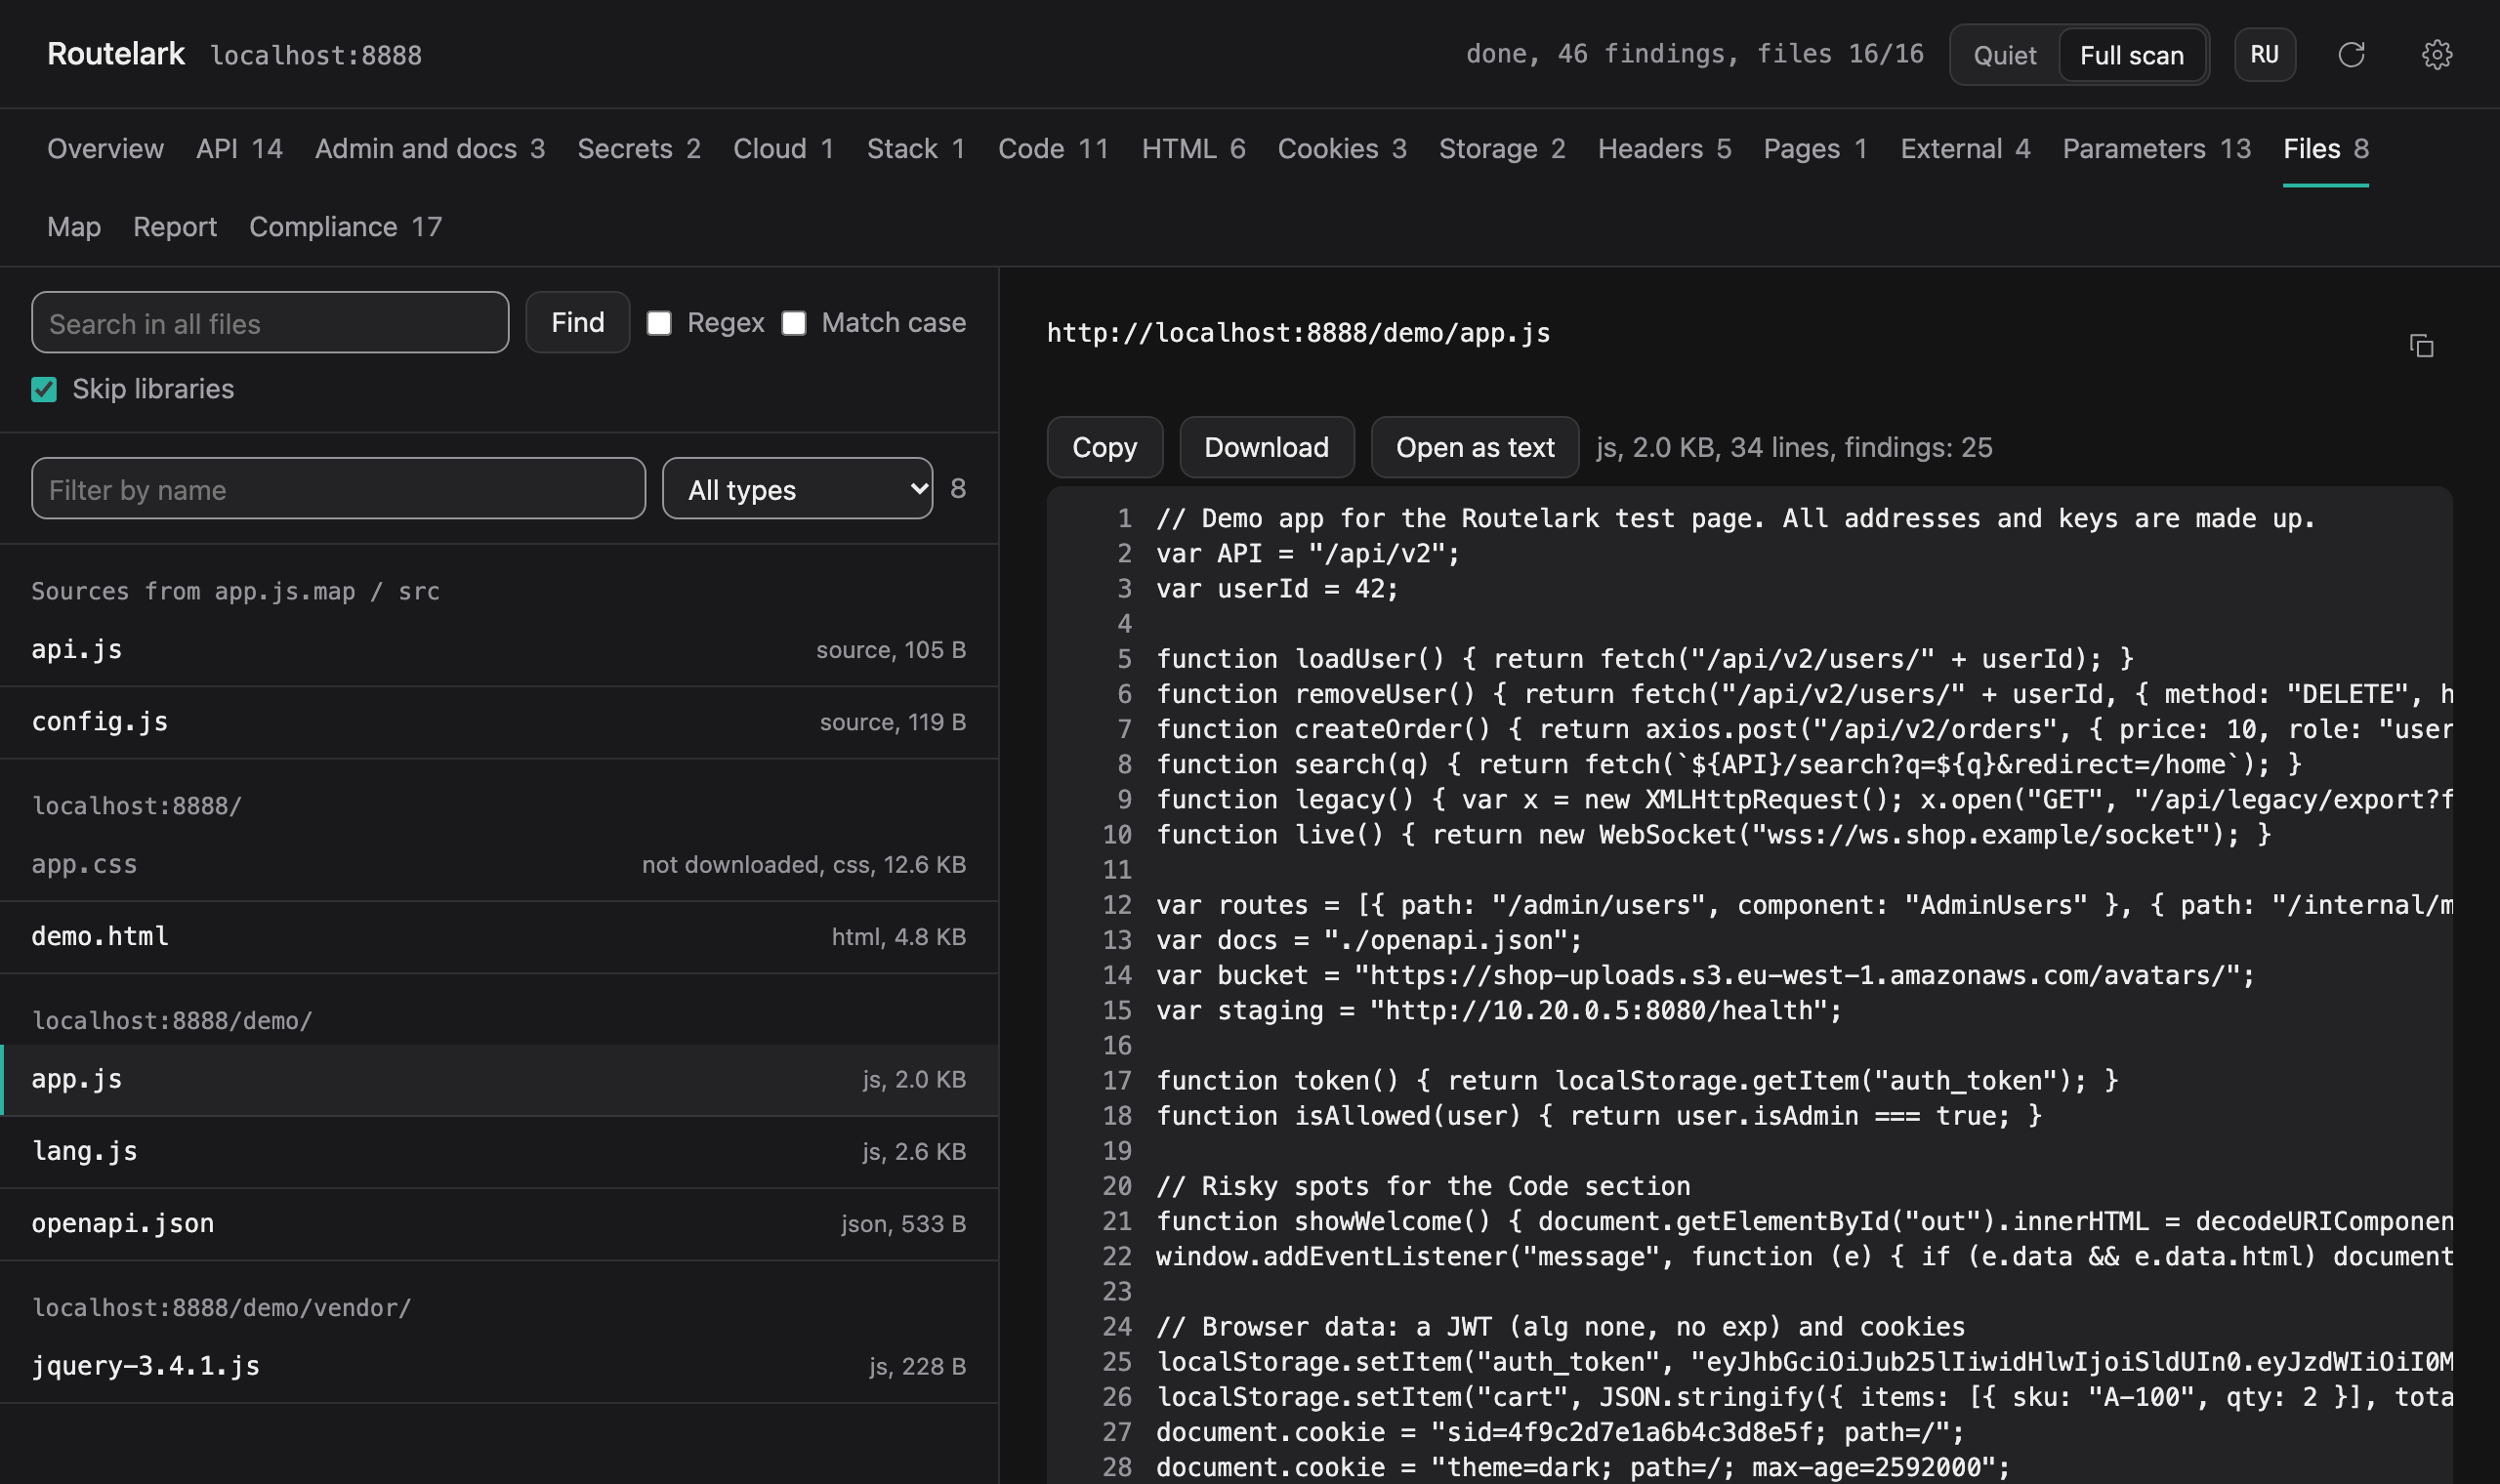 Routelark localhost:8888 done, 46 findings, files 16/16 Quiet Full scan RU
Overview API 14 Admin and docs 3 Secrets 2 Cloud 1 Stack 1 Code 11 HTML 6 Cookies 3 Storage 2 Headers 5 Pages 1 External 4 Parameters 13 Files 8
Map Report Compliance 17
Search in all files Find Regex Match case
Skip libraries
Filter by name All types 8
Sources from app.js.map / src
api.js source, 105 B
config.js source, 119 B
localhost:8888/
app.css not downloaded, css, 12.6 KB
demo.html html, 4.8 KB
localhost:8888/demo/
app.js js, 2.0 KB
lang.js js, 2.6 KB
openapi.json json, 533 B
localhost:8888/demo/vendor/
jquery-3.4.1.js js, 228 B
http://localhost:8888/demo/app.js
Copy Download Open as text js, 2.0 KB, 34 lines, findings: 25
1 // Demo app for the Routelark test page. All addresses and keys are made up.
2 var API = "/api/v2";
3 var userId = 42;
4
5 function loadUser() { return fetch("/api/v2/users/" + userId); }
6 function removeUser() { return fetch("/api/v2/users/" + userId, { method: "DELETE", h
7 function createOrder() { return axios.post("/api/v2/orders", { price: 10, role: "user
8 function search(q) { return fetch(`${API}/search?q=${q}&redirect=/home`); }
9 function legacy() { var x = new XMLHttpRequest(); x.open("GET", "/api/legacy/export?f
10 function live() { return new WebSocket("wss://ws.shop.example/socket"); }
11
12 var routes = [{ path: "/admin/users", component: "AdminUsers" }, { path: "/internal/m
13 var docs = "./openapi.json";
14 var bucket = "https://shop-uploads.s3.eu-west-1.amazonaws.com/avatars/";
15 var staging = "http://10.20.0.5:8080/health";
16
17 function token() { return localStorage.getItem("auth_token"); }
18 function isAllowed(user) { return user.isAdmin === true; }
19
20 // Risky spots for the Code section
21 function showWelcome() { document.getElementById("out").innerHTML = decodeURIComponen
22 window.addEventListener("message", function (e) { if (e.data && e.data.html) document
23
24 // Browser data: a JWT (alg none, no exp) and cookies
25 localStorage.setItem("auth_token", "eyJhbGciOiJub25lIiwidHlwIjoiSldUIn0.eyJzdWIiOiI0M
26 localStorage.setItem("cart", JSON.stringify({ items: [{ sku: "A-100", qty: 2 }], tota
27 document.cookie = "sid=4f9c2d7e1a6b4c3d8e5f; path=/";
28 document.cookie = "theme=dark; path=/; max-age=2592000";